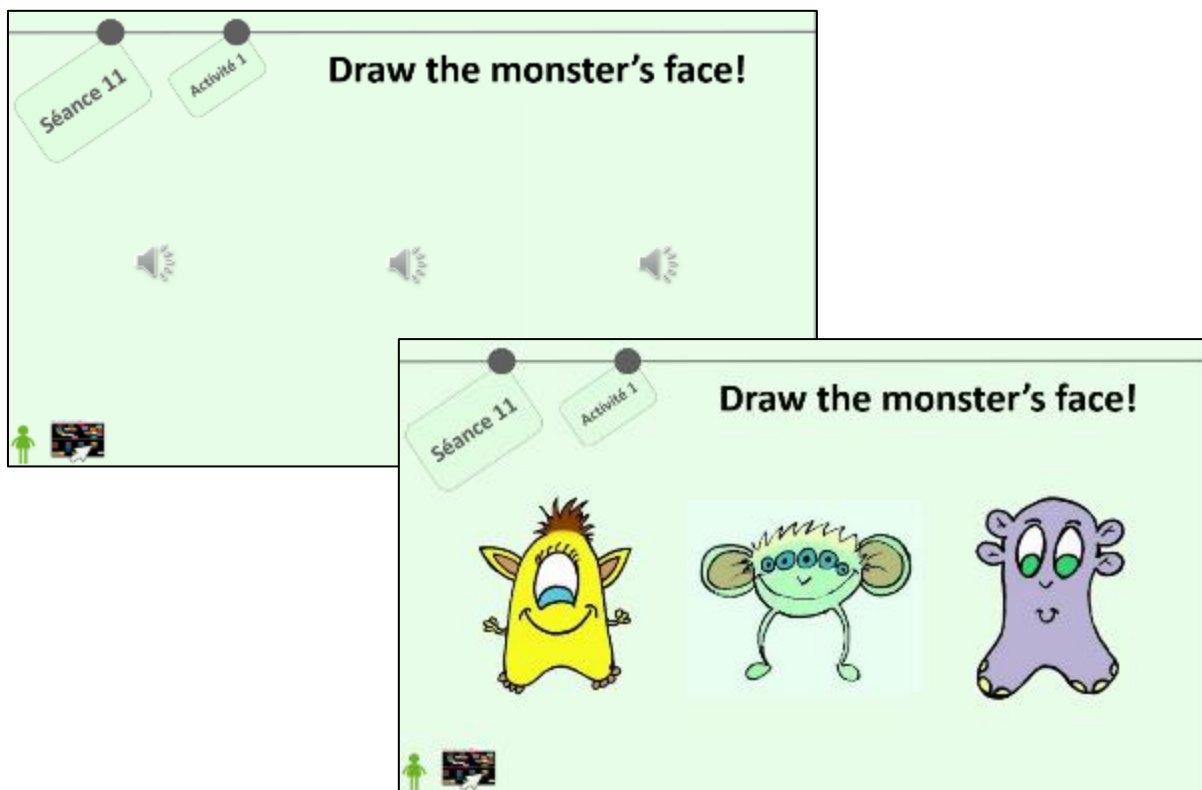 Séance 11
Activité 1
Draw the monster's face!
Séance 11
Activité 1
Draw the monster's face!